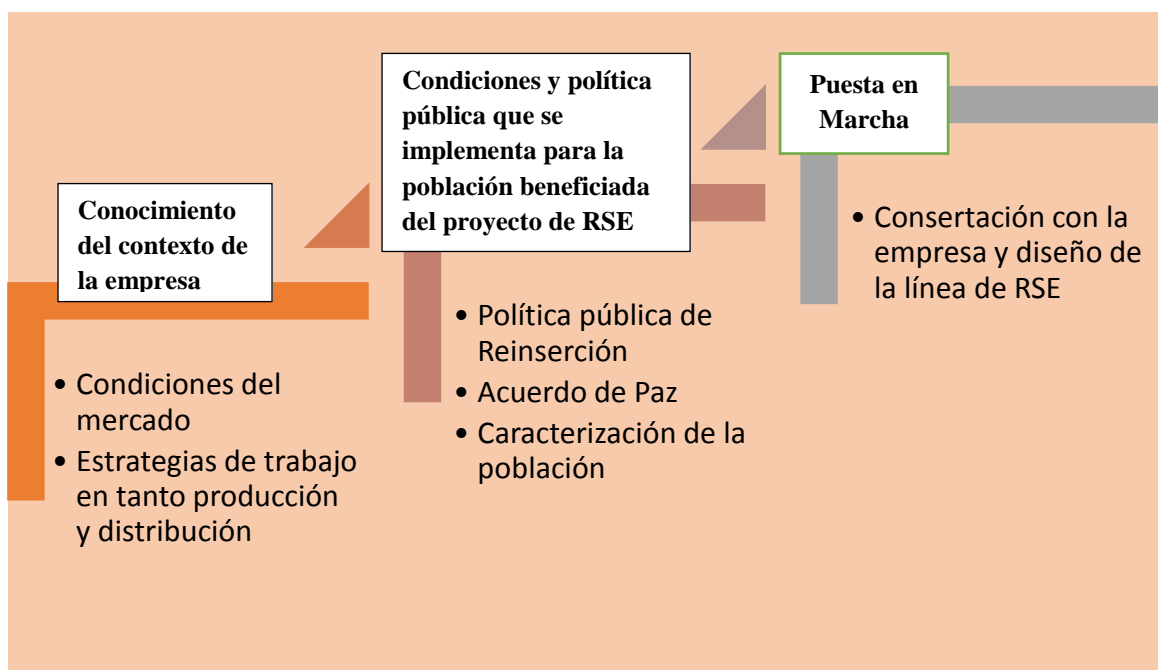 Conocimiento
del contexto de
la empresa
• Condiciones del
mercado
• Estrategias de trabajo
en tanto producción
y distribución
Condiciones y política
pública que se
implementa para la
población beneficiada
del proyecto de RSE
• Política pública de
Reinserción
• Acuerdo de Paz
• Caracterización de la
población
Puesta en
Marcha
• Consertación con la
empresa y diseño de
la línea de RSE